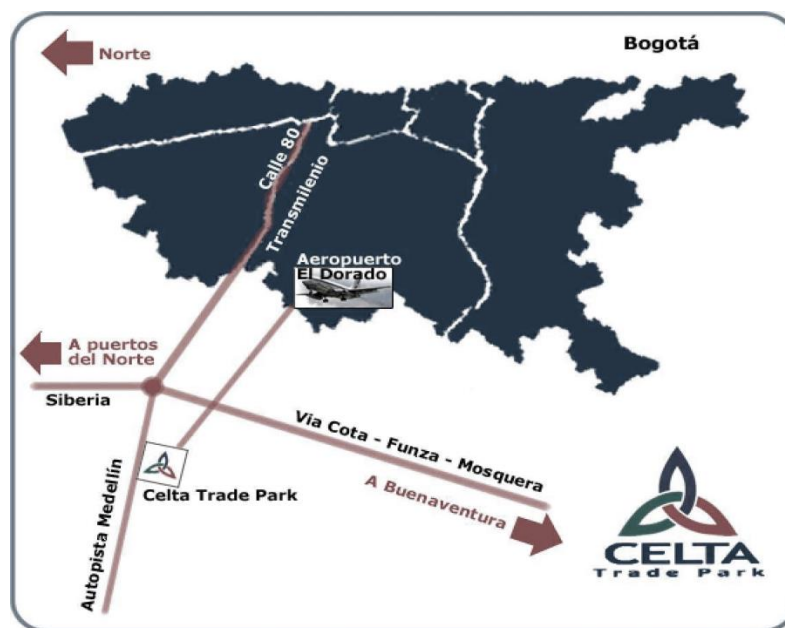 Norte
Bogotá
Calle 80
Transmilenio
Aeropuerto
El Dorado
A puertos
del Norte
Siberia
Via Cota - Funza - Mosquera
A Buenaventura
Celta Trade Park
Autopista Medellín
CELTA
Trade Park